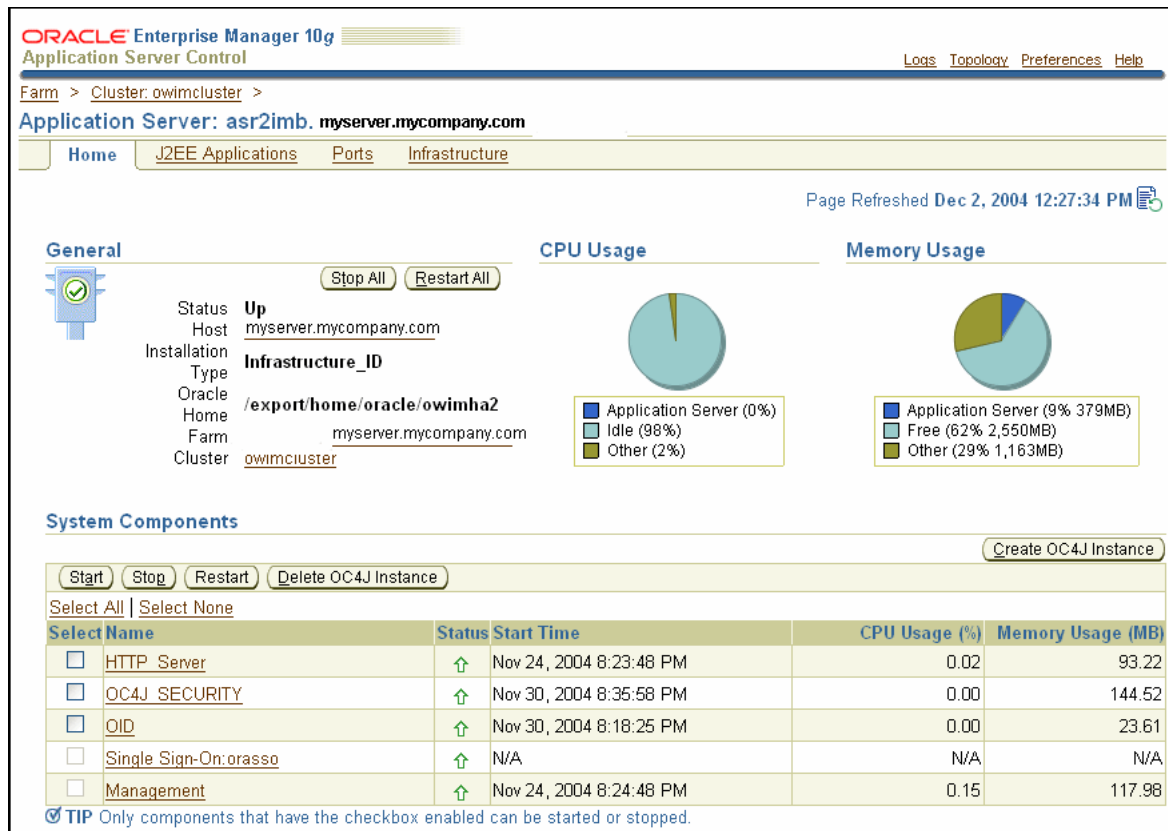 ORACLE Enterprise Manager 10g
Application Server Control
Logs Topology Preferences Help
Farm > Cluster: owimcluster >
Application Server: asr2imb. myserver.mycompany.com
Home J2EE Applications Ports Infrastructure
Page Refreshed Dec 2, 2004 12:27:34 PM
General
Stop All Restart All
Status Up
Host myserver.mycompany.com
Installation Type Infrastructure_ID
Oracle Home /export/home/oracle/owimha2
Farm myserver.mycompany.com
Cluster owimcluster
CPU Usage
Application Server (0%)
Idle (98%)
Other (2%)
Memory Usage
Application Server (9% 379MB)
Free (62% 2,550MB)
Other (29% 1,163MB)
System Components
Create OC4J Instance
Start Stop Restart Delete OC4J Instance
Select All | Select None
Select Name Status Start Time CPU Usage (%) Memory Usage (MB)
HTTP_Server Nov 24, 2004 8:23:48 PM 0.02 93.22
OC4J_SECURITY Nov 30, 2004 8:35:58 PM 0.00 144.52
OID Nov 30, 2004 8:18:25 PM 0.00 23.61
Single Sign-On:orasso N/A N/A N/A
Management Nov 24, 2004 8:24:48 PM 0.15 117.98
TIP Only components that have the checkbox enabled can be started or stopped.